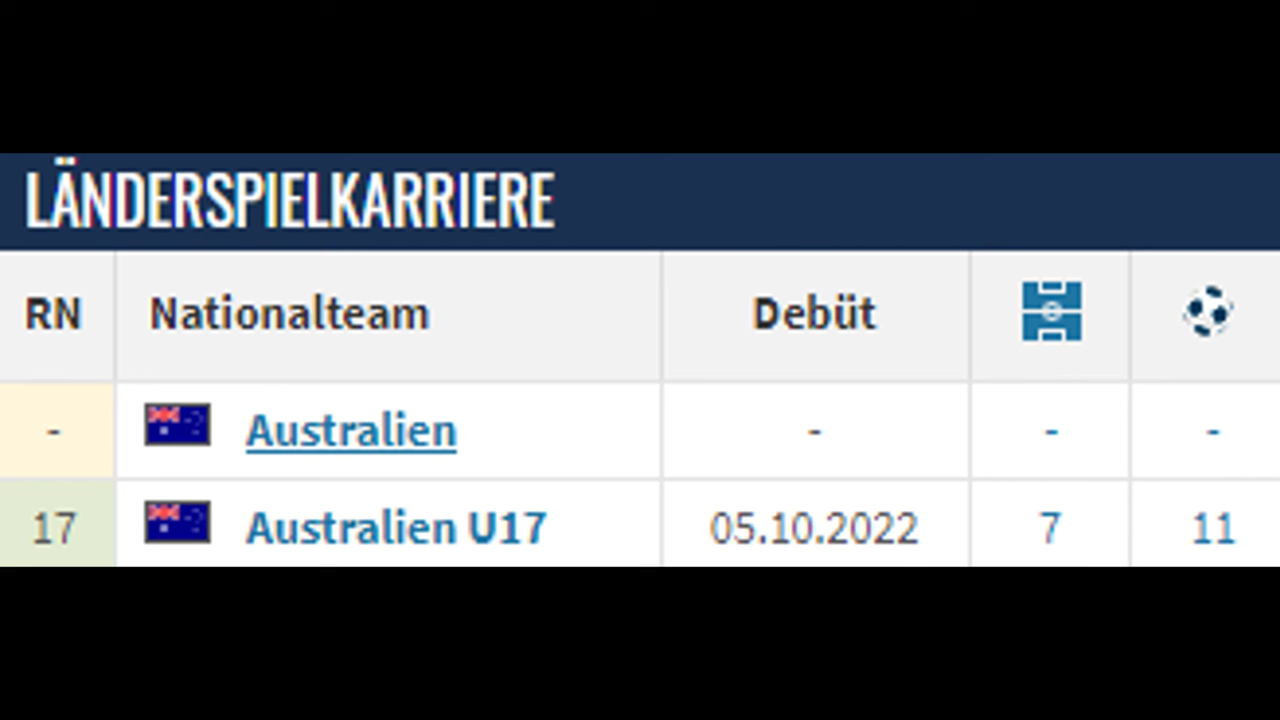 LÄNDERSPIELKARRIERE
RN Nationalteam Debüt
- Australien - - -
17 Australien U17 05.10.2022 7 11